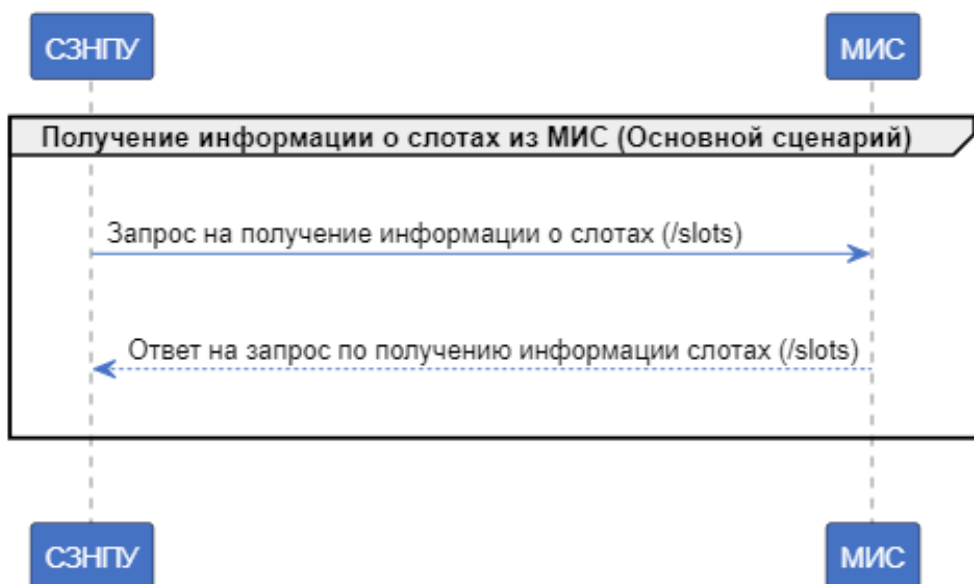 СЗНПУ
МИС
Получение информации о слотах из МИС (Основной сценарий)
Запрос на получение информации о слотах (/slots)
Ответ на запрос по получению информации слотах (/slots)
СЗНПУ
МИС